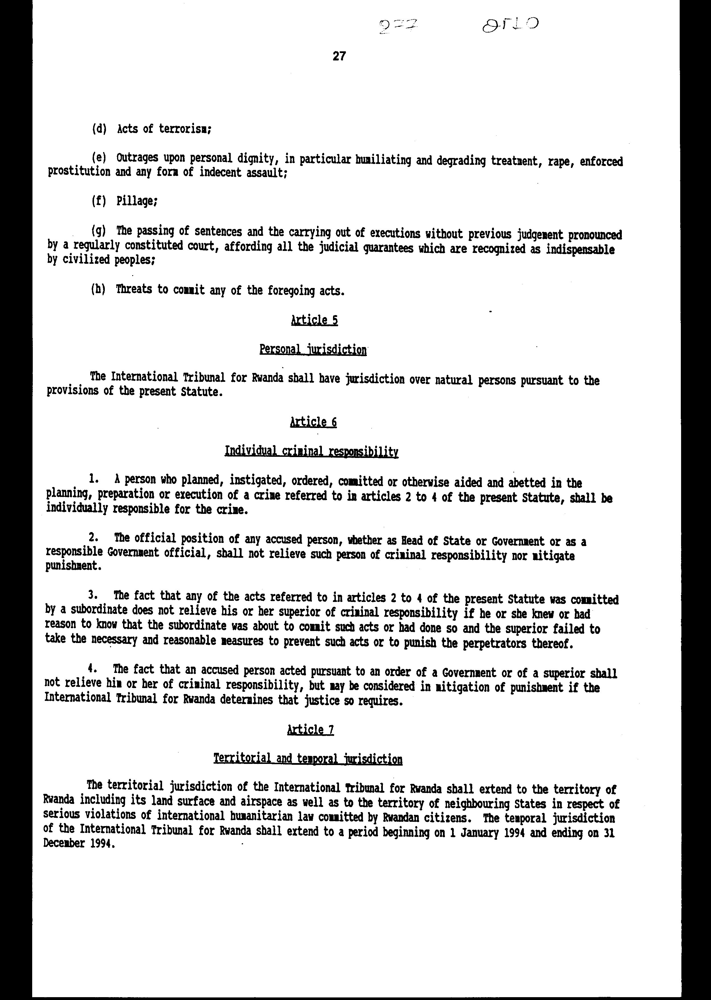 27
(d) Acts of terrorism;
(e) Outrages upon personal dignity, in particular humiliating and degrading treatment, rape, enforced
prostitution and any form of indecent assault;
(f) Pillage;
(g) The passing of sentences and the carrying out of executions without previous judgement pronounced
by a regularly constituted court, affording all the judicial guarantees which are recognized as indispensable
by civilized peoples;
(h) Threats to commit any of the foregoing acts.
Article 5
Personal jurisdiction
The International Tribunal for Rwanda shall have jurisdiction over natural persons pursuant to the
provisions of the present Statute.
Article 6
Individual criminal responsibility
1. A person who planned, instigated, ordered, committed or otherwise aided and abetted in the
planning, preparation or execution of a crime referred to in articles 2 to 4 of the present Statute, shall be
individually responsible for the crime.
2. The official position of any accused person, whether as Head of State or Government or as a
responsible Government official, shall not relieve such person of criminal responsibility nor mitigate
punishment.
3. The fact that any of the acts referred to in articles 2 to 4 of the present Statute was committed
by a subordinate does not relieve his or her superior of criminal responsibility if he or she knew or had
reason to know that the subordinate was about to commit such acts or had done so and the superior failed to
take the necessary and reasonable measures to prevent such acts or to punish the perpetrators thereof.
4. The fact that an accused person acted pursuant to an order of a Government or of a superior shall
not relieve him or her of criminal responsibility, but may be considered in mitigation of punishment if the
International Tribunal for Rwanda determines that justice so requires.
Article 7
Territorial and temporal jurisdiction
The territorial jurisdiction of the International Tribunal for Rwanda shall extend to the territory of
Rwanda including its land surface and airspace as well as to the territory of neighbouring States in respect of
serious violations of international humanitarian law committed by Rwandan citizens. The temporal jurisdiction
of the International Tribunal for Rwanda shall extend to a period beginning on 1 January 1994 and ending on 31
December 1994.